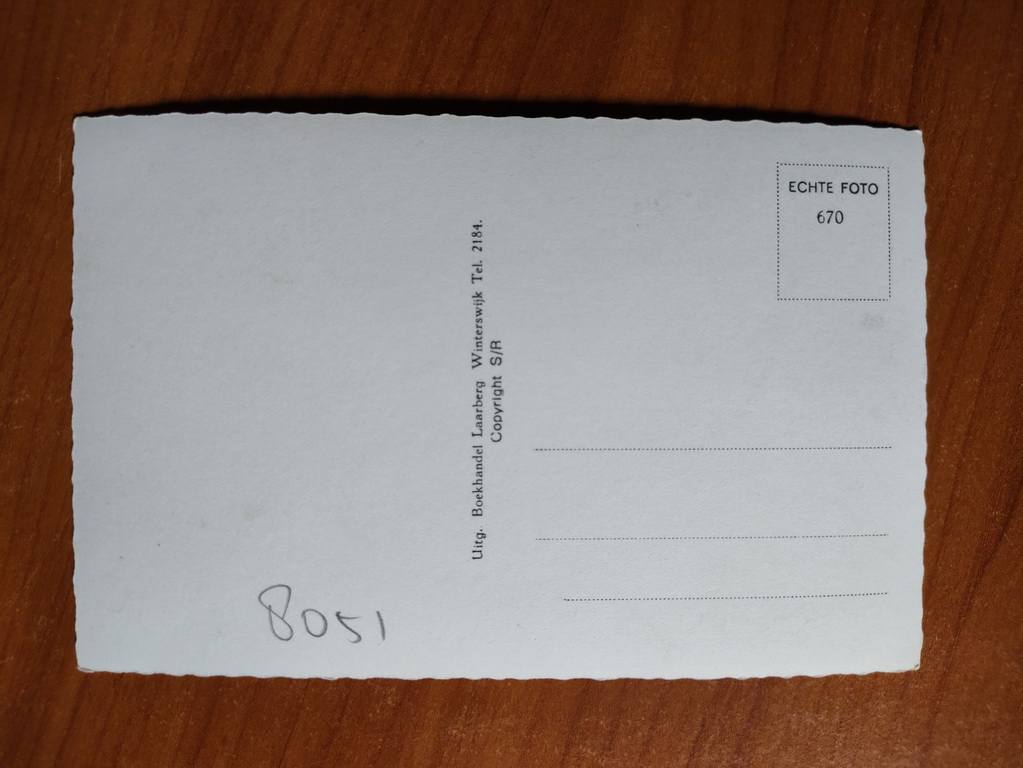 ECHTE FOTO
670
Uitg. Boekhandel Laarberg Winterswijk Tel. 2184.
Copyright S/R
8051